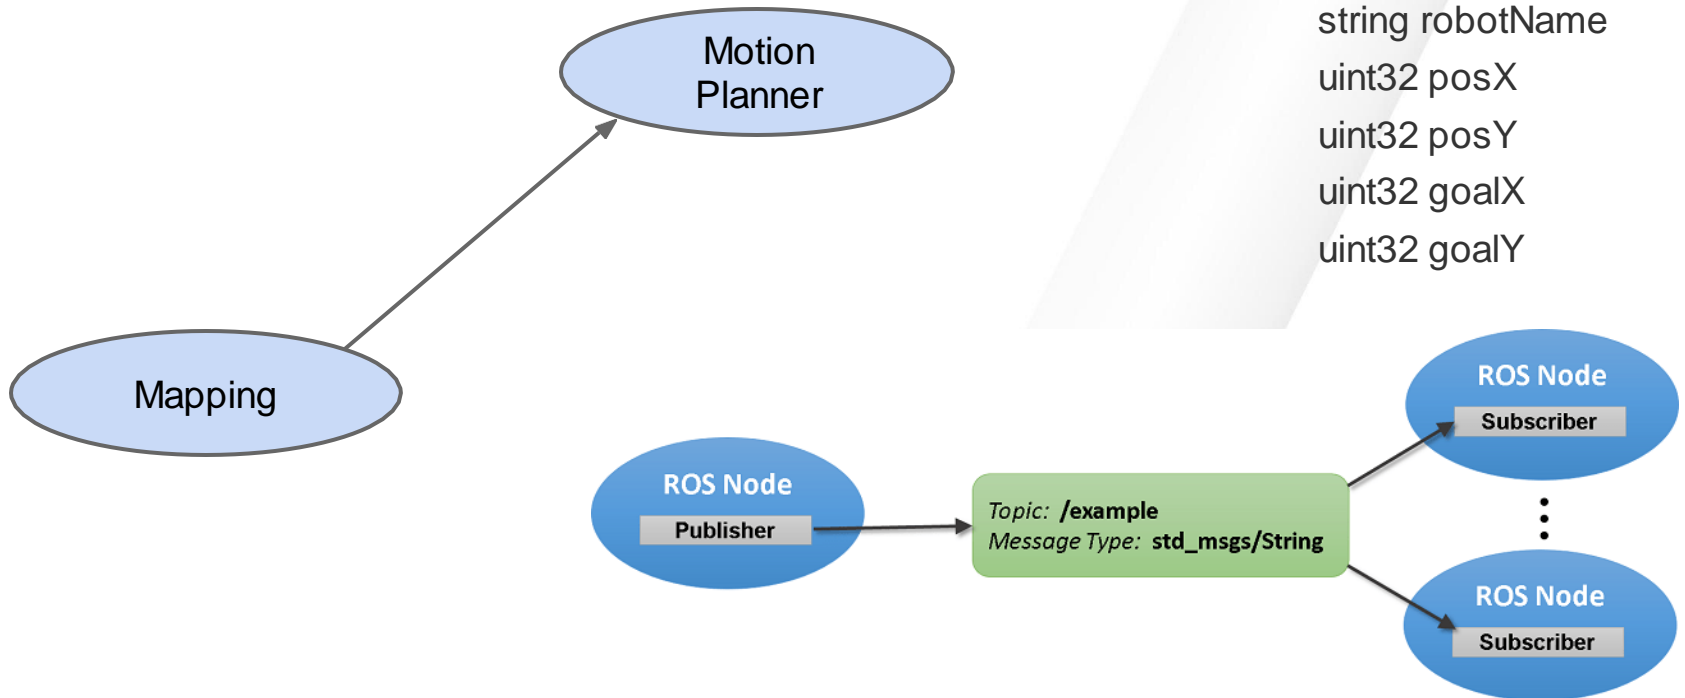 Motion
Planner
Mapping
string robotName
uint32 posX
uint32 posY
uint32 goalX
uint32 goalY
ROS Node
Publisher
Topic: /example
Message Type: std_msgs/String
ROS Node
Subscriber
ROS Node
Subscriber